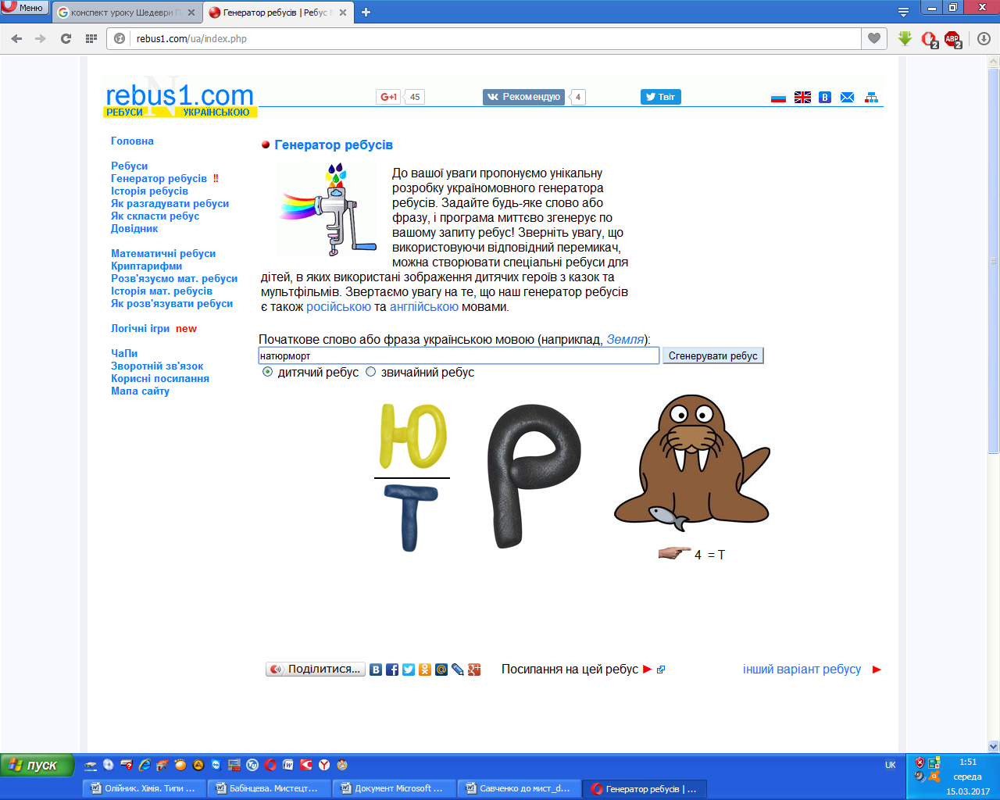 Меню
конспект уроку Шедеври П
Генератор ребусів | Ребус №
rebus1.com/ua/index.php
2
ABP
2
rebus1.com
N
РЕБУСИ УКРАЇНСЬКОЮ
G+1 45
Рекомендую 4
Твіт
В
Головна
Ребуси
Генератор ребусів !!
Історія ребусів
Як разгадувати ребуси
Як скласти ребус
Довідник
Математичні ребуси
Криптарифми
Розв'язуємо мат. ребуси
Історія мат. ребусів
Як розв'язувати ребуси
Логічні ігри new
ЧаПи
Зворотній зв'язок
Корисні посилання
Мапа сайту
Генератор ребусів
До вашої уваги пропонуємо унікальну
розробку україномовного генератора
ребусів. Задайте будь-яке слово або
фразу, і програма миттєво згенерує по
вашому запиту ребус! Зверніть увагу, що
використовуючи відповідний перемикач,
можна створювати спеціальні ребуси для
дітей, в яких використані зображення дитячих героїв з казок та
мультфільмів. Звертаємо увагу на те, що наш генератор ребусів
є також російською та англійською мовами.
Початкове слово або фраза українською мовою (наприклад, Земля):
натюрморт
Сгенерувати ребус
дитячий ребус звичайний ребус
Ю
Т
Р
4 = Т
Поділитися...
Посилання на цей ребус
інший варіант ребусу
пуск
UK
1:51
середа
15.03.2017
Олійник. Хімія. Типи ...
Бабінцева. Мистецт...
Документ Microsoft ...
Савченко до мист_d...
Генератор ребусів | ...